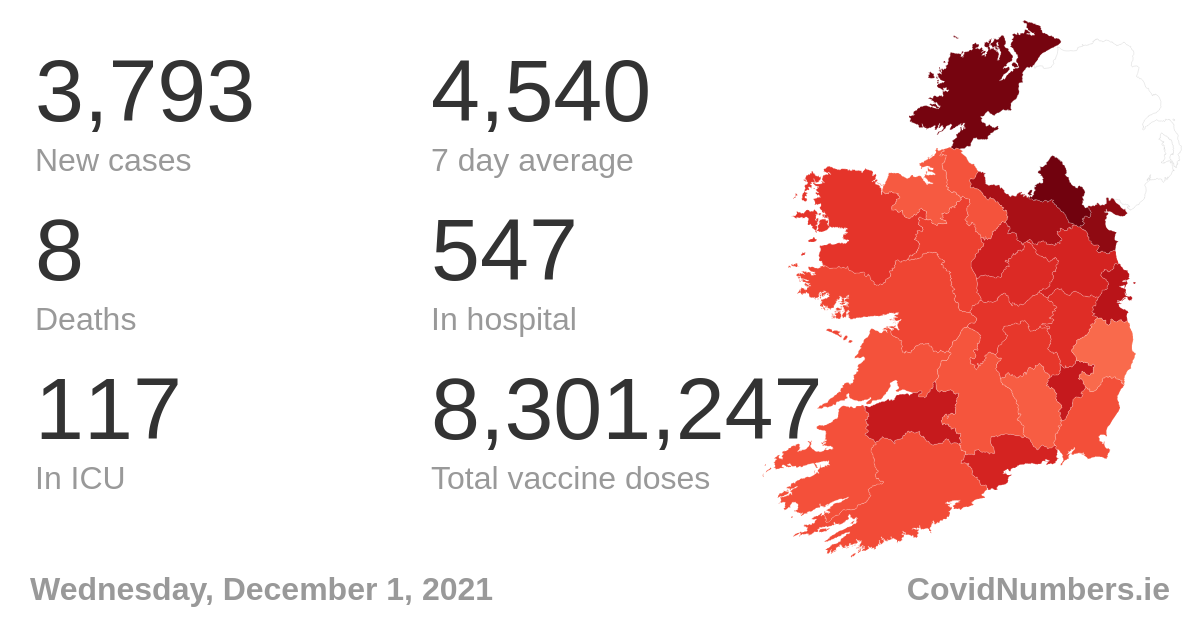 3,793
New cases
4,540
7 day average
8
Deaths
547
In hospital
117
In ICU
8,301,247
Total vaccine doses
Wednesday, December 1, 2021
CovidNumbers.ie